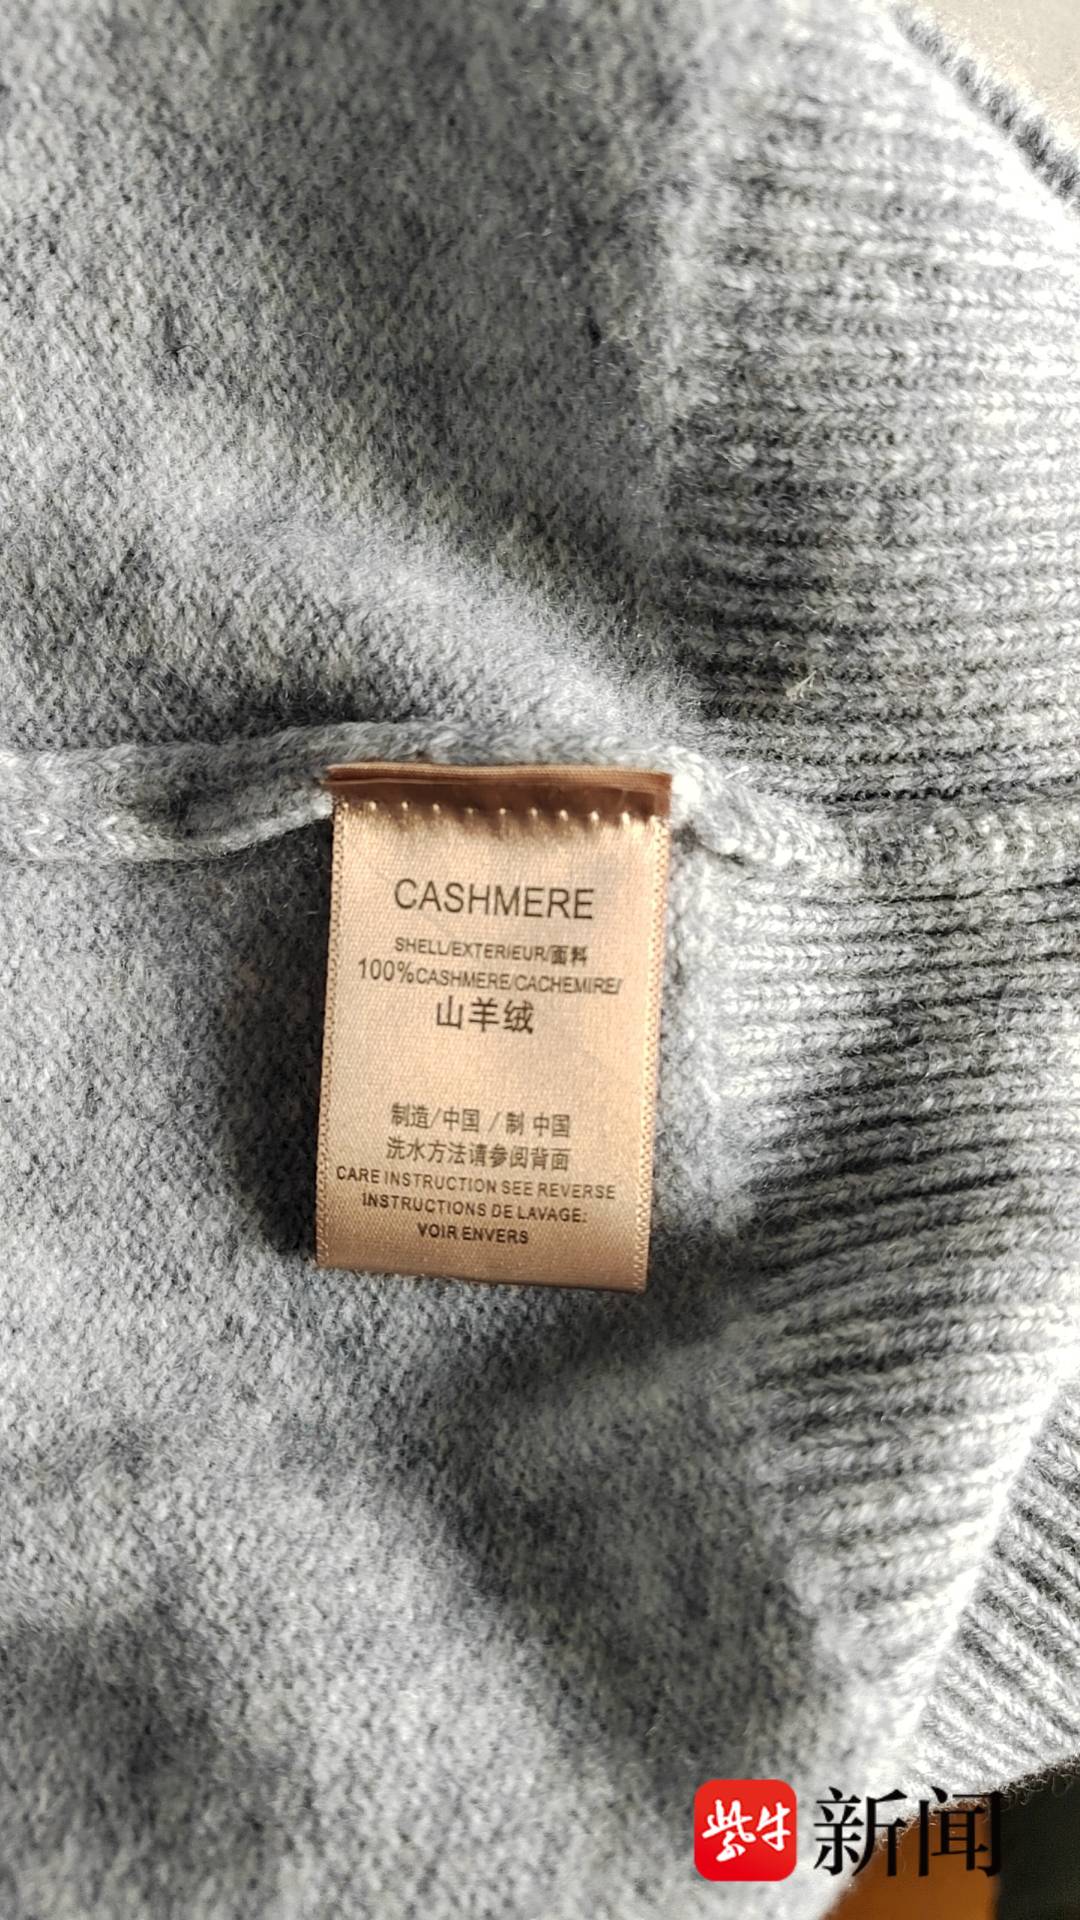 CASHMERE
SHELL/EXTERIEUR/面料
100%CASHMERE/CACHEMIRE/
山羊绒
制造/中国 / 制 中国
洗水方法请参阅背面
CARE INSTRUCTION SEE REVERSE
INSTRUCTIONS DE LAVAGE:
VOIR ENVERS
紫牛新闻